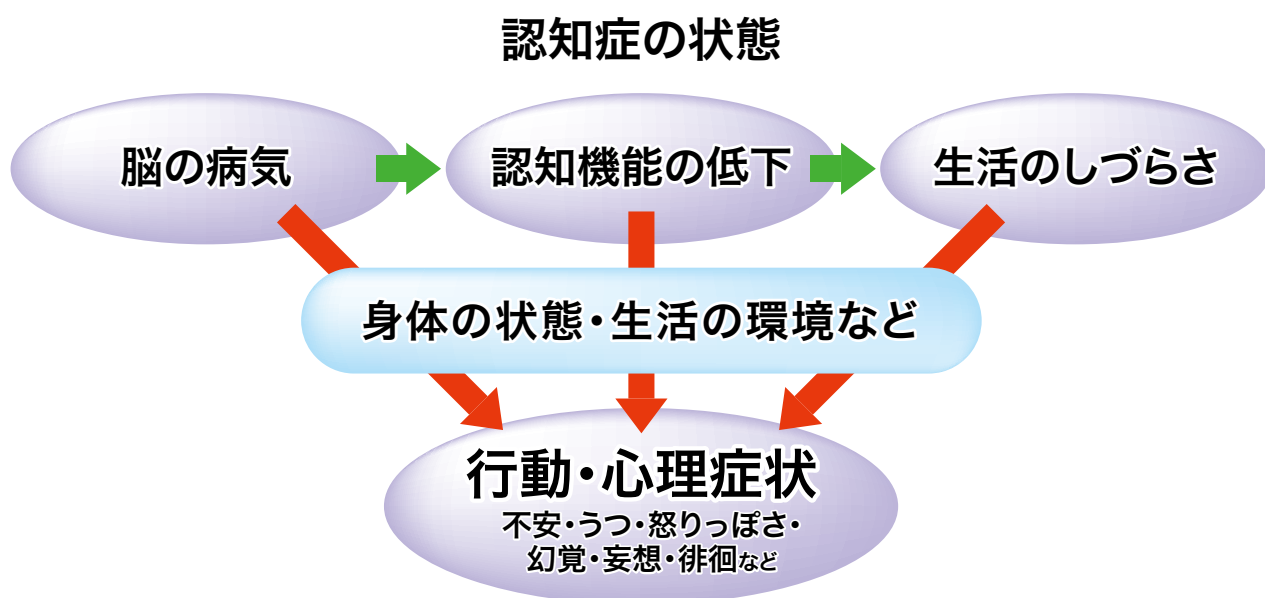 認知症の状態
脳の病気
認知機能の低下
生活のしづらさ
身体の状態・生活の環境など
行動・心理症状
不安・うつ・怒りっぽさ・
幻覚・妄想・徘徊など